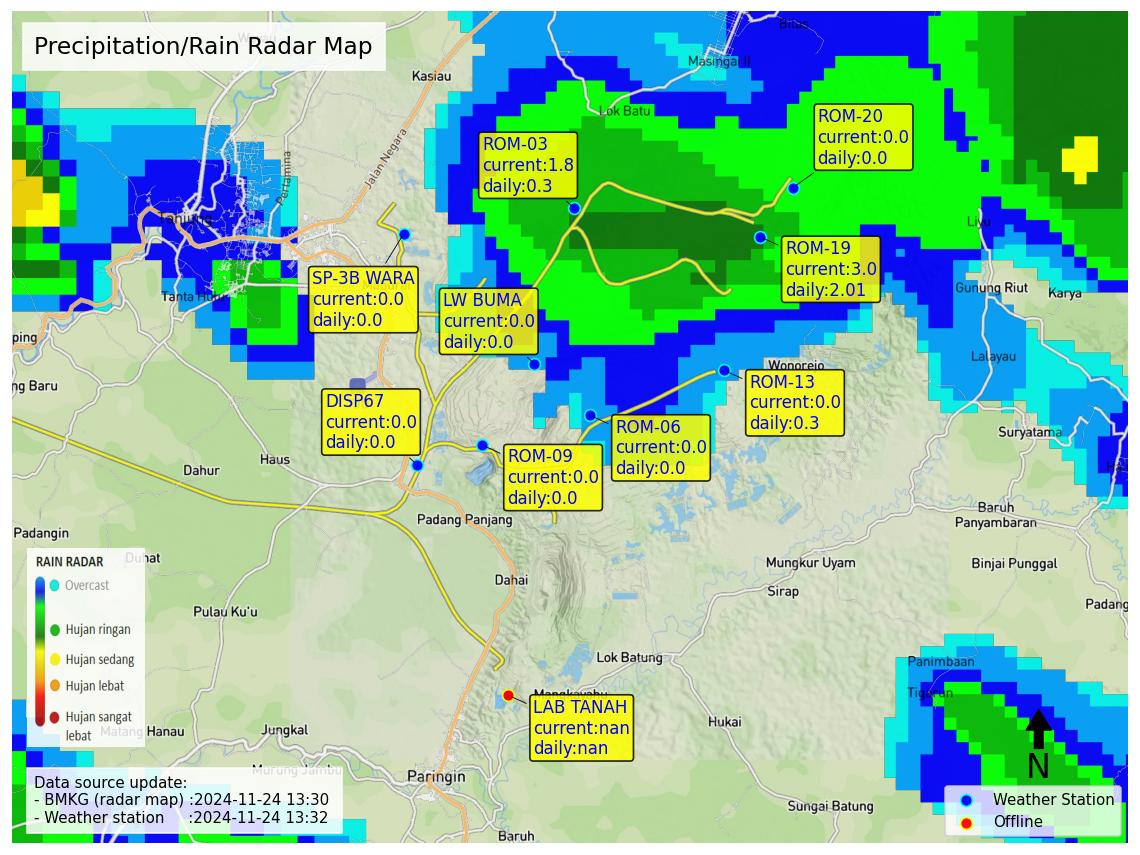 Precipitation/Rain Radar Map
Bilas
Masingai II
Kasiau
Lok Batu
Jalan Negara
Pertamina
ROM-03
current:1.8
daily:0.3
ROM-20
current:0.0
daily:0.0
Tanjung
Liyu
SP-3B WARA
current:0.0
daily:0.0
LW BUMA
current:0.0
daily:0.0
ROM-19
current:3.0
daily:2.01
Gunung Riut
Karya
ping
Lalayau
Wonorejo
ng Baru
DISP67
current:0.0
daily:0.0
ROM-13
current:0.0
daily:0.3
ROM-06
current:0.0
daily:0.0
Suryatama
ROM-09
current:0.0
daily:0.0
Haus
Dahur
Padang Panjang
Baruh
Panyambaran
Padangin
Duhat
RAIN RADAR
Overcast
Hujan ringan
Hujan sedang
Hujan lebat
Hujan sangat
lebat
Mungkur Uyam
Binjai Punggal
Dahai
Sirap
Pulau Ku'u
Padang
Lok Batung
Panimbaan
LAB TANAH
current:nan
daily:nan
Hukai
Matang Hanau
Jungkal
Murung Jambu
Paringin
N
Data source update:
- BMKG (radar map) :2024-11-24 13:30
- Weather station :2024-11-24 13:32
Sungai Batung
Baruh
Weather Station
Offline